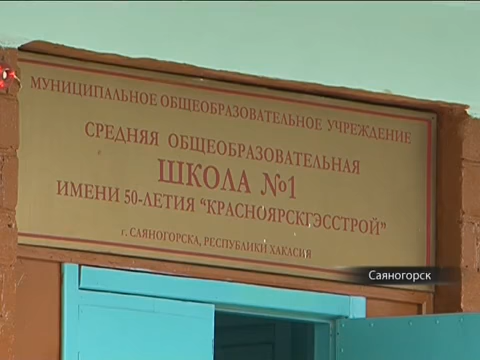 МУНИЦИПАЛЬНОЕ ОБЩЕОБРАЗОВАТЕЛЬНОЕ УЧРЕЖДЕНИЕ
СРЕДНЯЯ ОБЩЕОБРАЗОВАТЕЛЬНАЯ
ШКОЛА №1
ИМЕНИ 50-ЛЕТИЯ "КРАСНОЯРСКГЭССТРОЙ"
г. САЯНОГОРСКА, РЕСПУБЛИКИ ХАКАСИЯ
Саяногорск